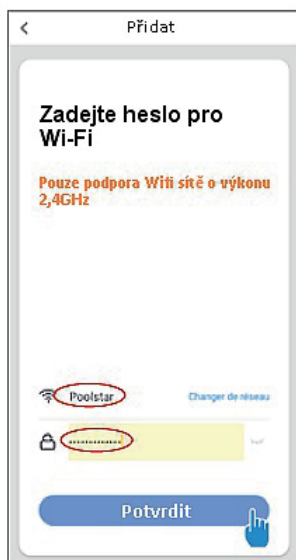 Přidat
Zadejte heslo pro
Wi-Fi
Pouze podpora Wifi sítě o výkonu
2,4GHz
Poolstar
Changer de réseau
Potvrdit